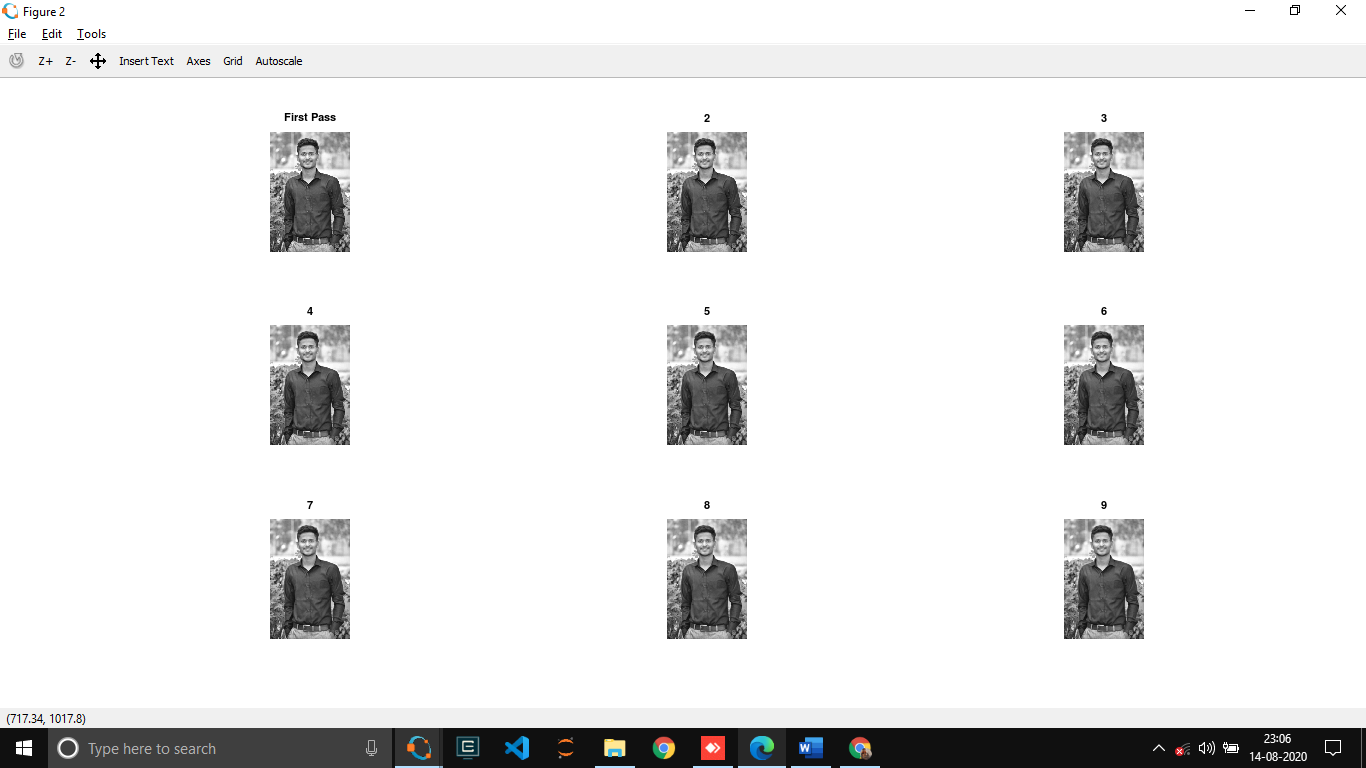 Figure 2
File Edit Tools
Z+ Z- Insert Text Axes Grid Autoscale
First Pass 2 3
4 5 6
7 8 9
(717.34, 1017.8)
Type here to search
23:06
14-08-2020